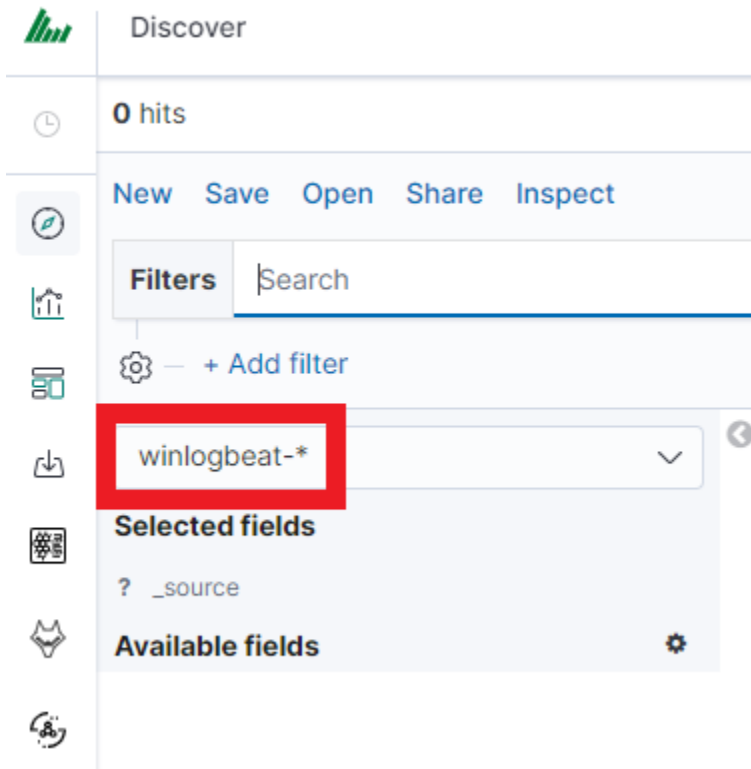 Discover
0 hits
New Save Open Share Inspect
Filters Search
+ Add filter
winlogbeat-*
Selected fields
? _source
Available fields